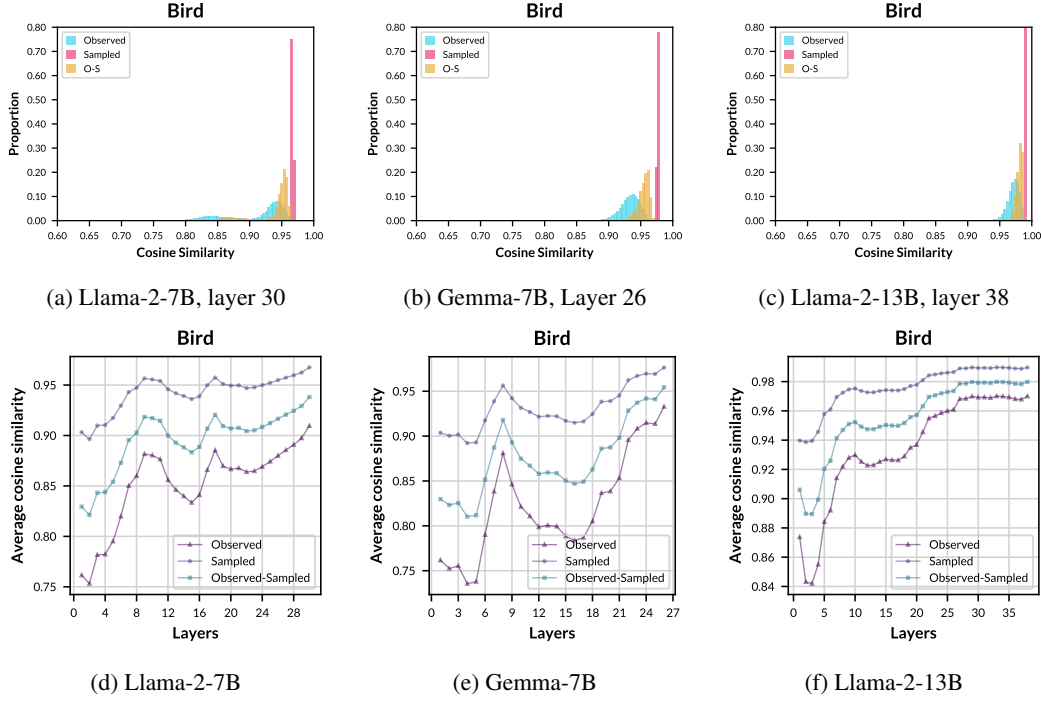 Bird
Bird
Bird
Proportion
0.80
0.70
0.60
0.50
0.40
0.30
0.20
0.10
0.00
Observed
Sampled
O-S
0.60 0.65 0.70 0.75 0.80 0.85 0.90 0.95 1.00
Cosine Similarity
Proportion
0.80
0.70
0.60
0.50
0.40
0.30
0.20
0.10
0.00
Observed
Sampled
O-S
0.60 0.65 0.70 0.75 0.80 0.85 0.90 0.95 1.00
Cosine Similarity
Proportion
0.80
0.70
0.60
0.50
0.40
0.30
0.20
0.10
0.00
Observed
Sampled
O-S
0.60 0.65 0.70 0.75 0.80 0.85 0.90 0.95 1.00
Cosine Similarity
(a) Llama-2-7B, layer 30
(b) Gemma-7B, Layer 26
(c) Llama-2-13B, layer 38
Bird
Bird
Bird
Average cosine similarity
0.95
0.90
0.85
0.80
0.75
Observed
Sampled
Observed-Sampled
0 4 8 12 16 20 24 28
Layers
Average cosine similarity
0.95
0.90
0.85
0.80
0.75
Observed
Sampled
Observed-Sampled
0 3 6 9 12 15 18 21 24 27
Layers
Average cosine similarity
0.98
0.96
0.94
0.92
0.90
0.88
0.86
0.84
Observed
Sampled
Observed-Sampled
0 5 10 15 20 25 30 35
Layers
(d) Llama-2-7B
(e) Gemma-7B
(f) Llama-2-13B